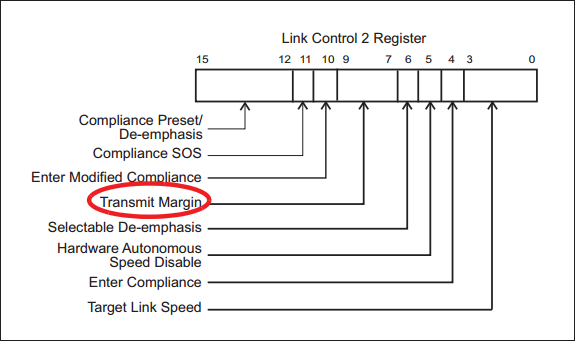 Link Control 2 Register
15 12 11 10 9 7 6 5 4 3 0
Compliance Preset/
De-emphasis
Compliance SOS
Enter Modified Compliance
Transmit Margin
Selectable De-emphasis
Hardware Autonomous
Speed Disable
Enter Compliance
Target Link Speed